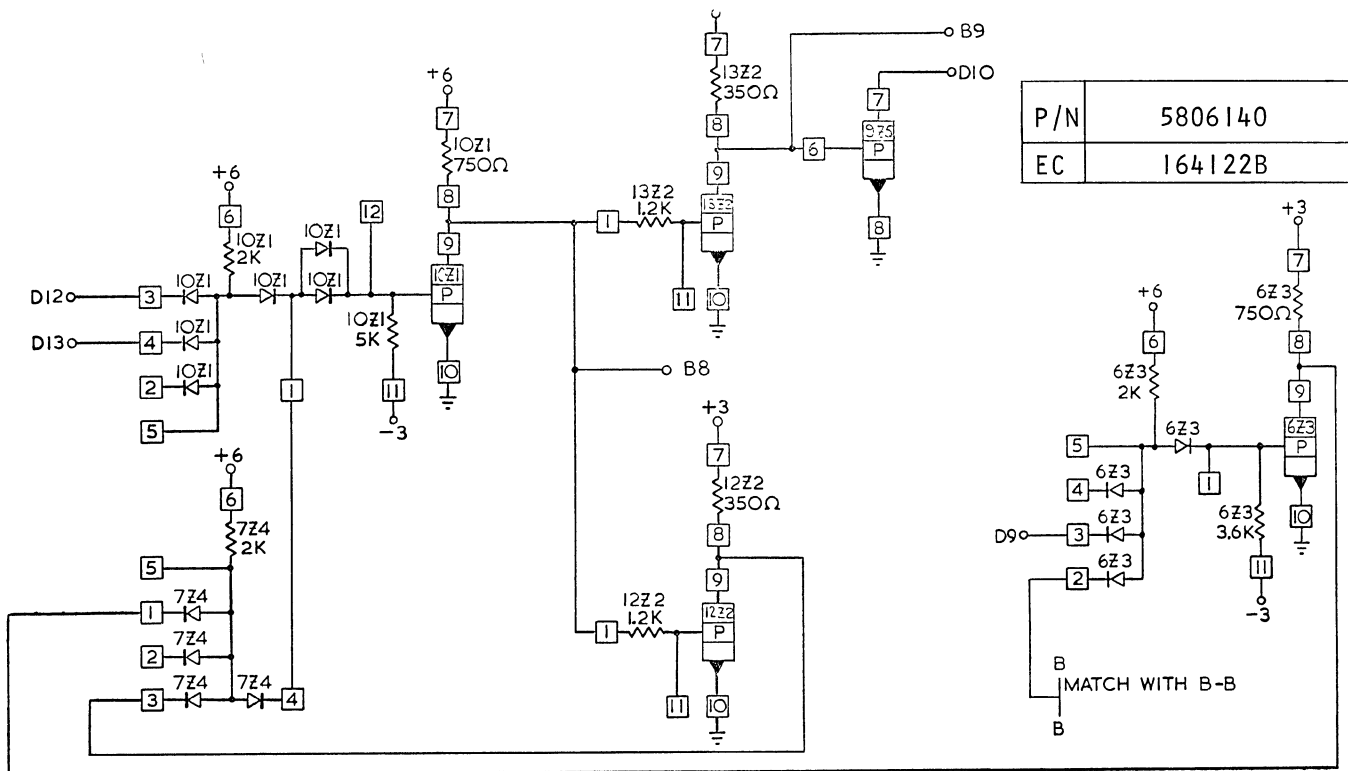 7
B9
D10
13Z2
350Ω
8
7
9Z5
P
6
9
8
P/N 5806140
EC 164122B
+6
7
10Z1
750Ω
8
13Z2
1.2K
1
13Z2
P
11
10
+6
6
10Z1
2K
12
9
10Z1
10Z1
P
10Z1
10Z1
10Z1
D12
3
10Z1
D13
4
10Z1
2
5
1
10Z1
5K
11
-3
10
B8
+3
7
12Z2
350Ω
8
9
12Z2
1.2K
1
12Z2
P
11
10
+6
6
7Z4
2K
5
7Z4
1
7Z4
2
7Z4
3
7Z4
4
+3
7
6Z3
750Ω
8
9
+6
6
6Z3
2K
6Z3
5
6Z3
P
6Z3
4
1
6Z3
D9
3
6Z3
2
6Z3
3.6K
11
-3
10
B
MATCH WITH B-B
B